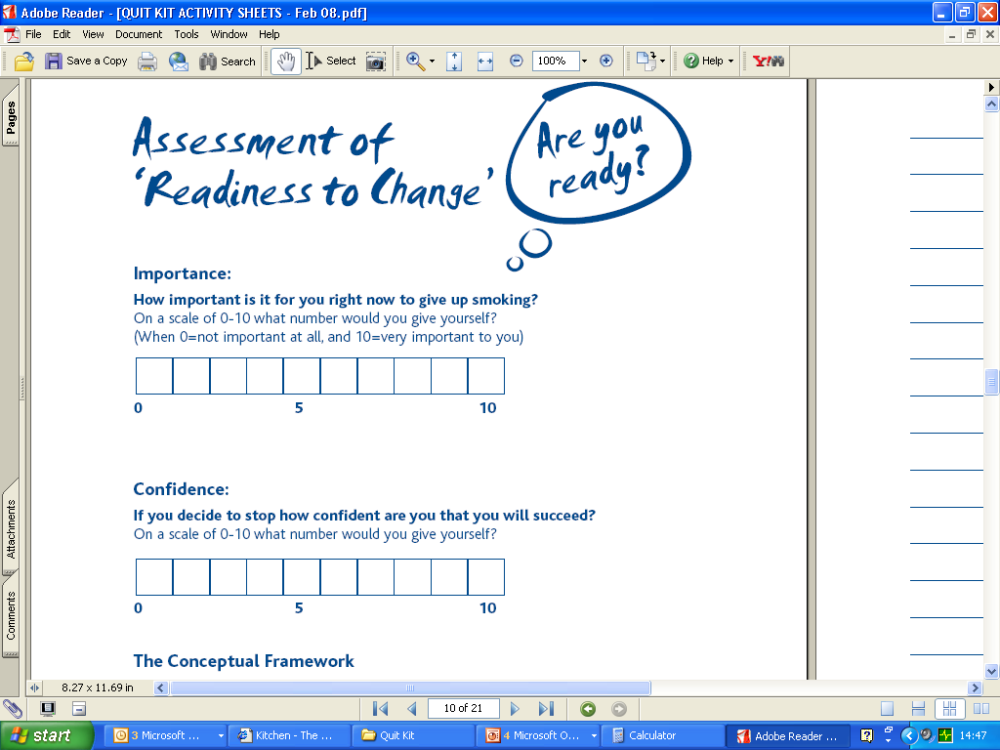 Adobe Reader - [QUIT KIT ACTIVITY SHEETS - Feb 08.pdf]
File Edit View Document Tools Window Help
Save a Copy Search Select 100% Help Y!
Pages
Attachments
Comments
Assessment of
'Readiness to Change'
Are you
ready?
Importance:
How important is it for you right now to give up smoking?
On a scale of 0-10 what number would you give yourself?
(When 0=not important at all, and 10=very important to you)
0 5 10
Confidence:
If you decide to stop how confident are you that you will succeed?
On a scale of 0-10 what number would you give yourself?
0 5 10
The Conceptual Framework
8.27 x 11.69 in
10 of 21
start 3 Microsoft ... Kitchen - The ... Quit Kit 4 Microsoft O... Calculator Adobe Reader ... 14:47